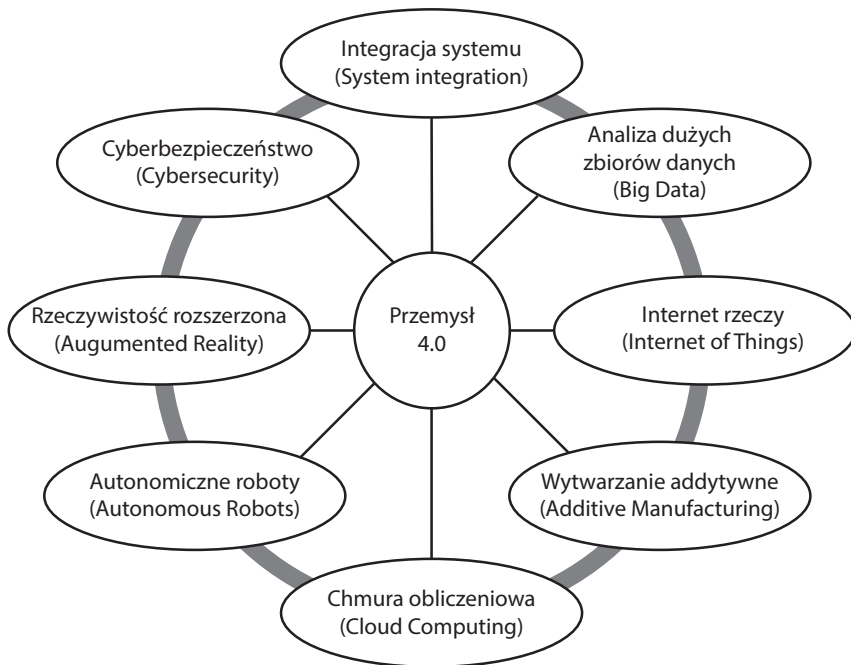 Integracja systemu
(System integration)
Analiza dużych
zbiorów danych
(Big Data)
Internet rzeczy
(Internet of Things)
Wytwarzanie addytywne
(Additive Manufacturing)
Chmura obliczeniowa
(Cloud Computing)
Autonomiczne roboty
(Autonomous Robots)
Rzeczywistość rozszerzona
(Augumented Reality)
Cyberbezpieczeństwo
(Cybersecurity)
Przemysł
4.0